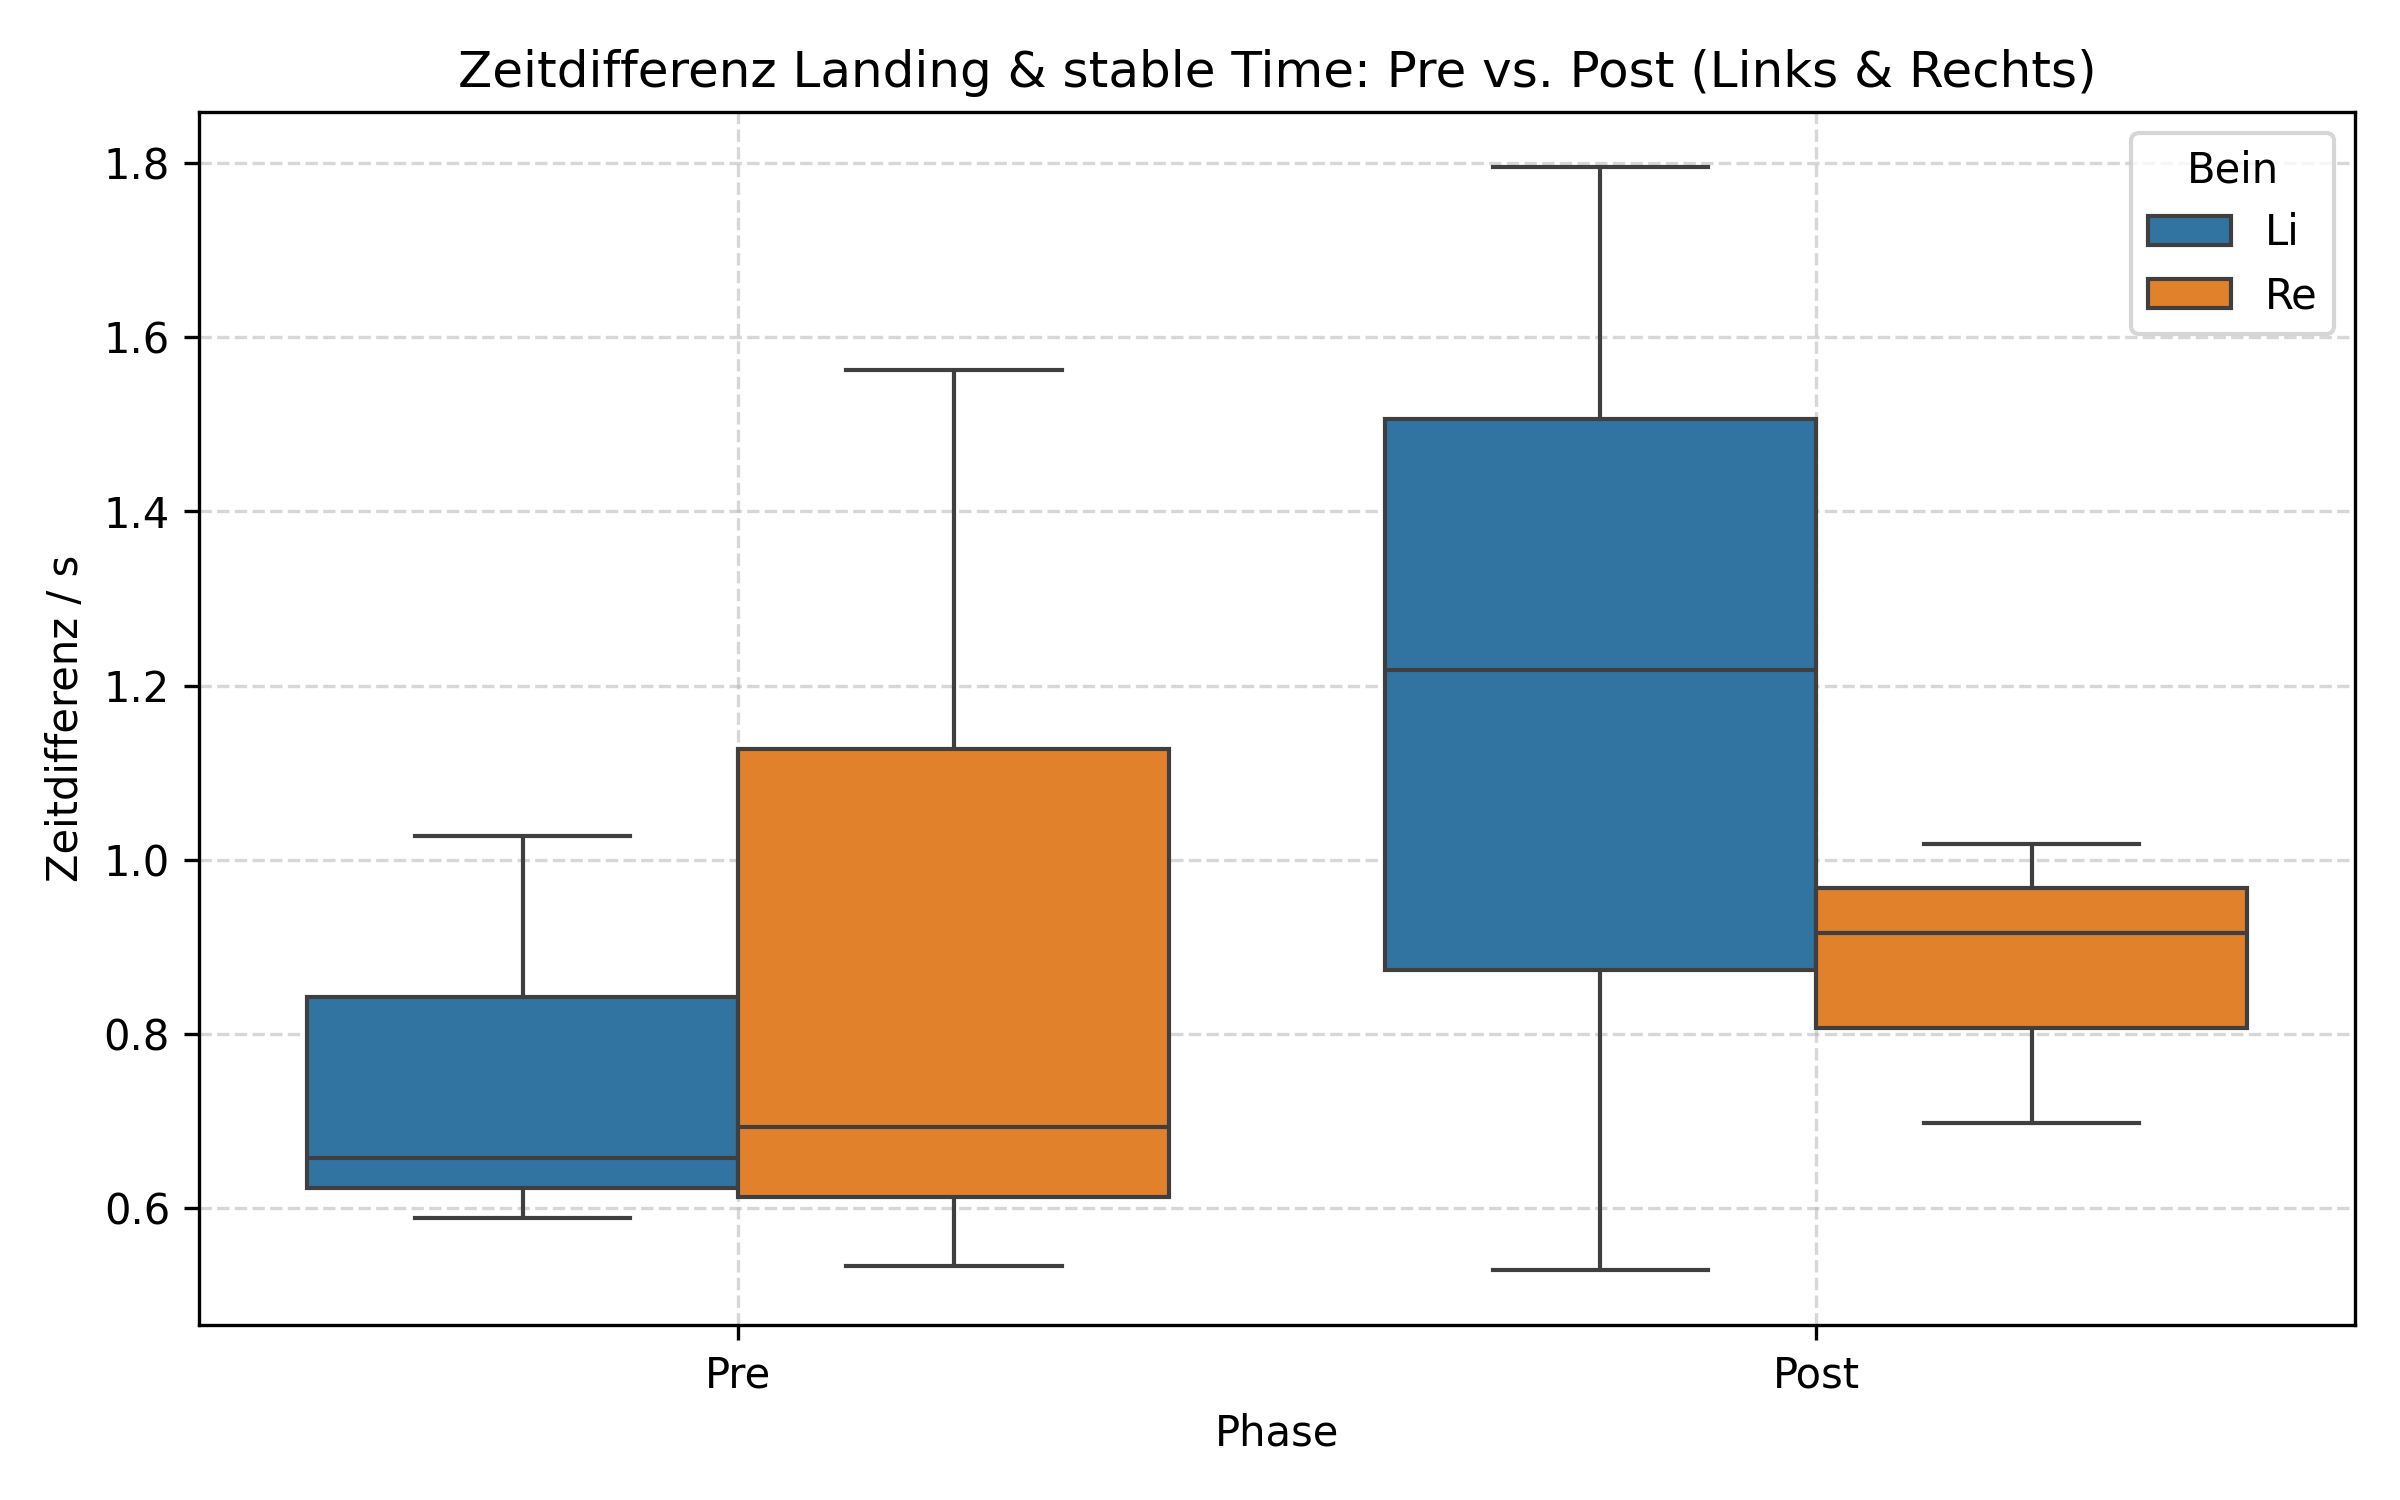 Zeitdifferenz Landing & stable Time: Pre vs. Post (Links & Rechts)
Zeitdifferenz / s
1.8
1.6
1.4
1.2
1.0
0.8
0.6
Bein
Li
Re
Pre
Post
Phase